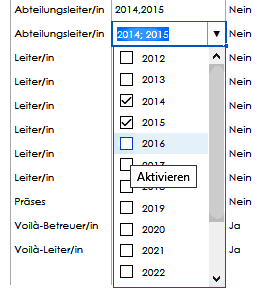 Abteilungsleiter/in 2014,2015 Nein
Abteilungsleiter/in 2014; 2015 Nein
Leiter/in 2012 Nein
Leiter/in 2013 Nein
2014
Leiter/in 2015 Nein
Leiter/in 2016 Nein
Leiter/in 2017 Nein
Aktivieren
Leiter/in 2018 Nein
Präses 2019 Nein
Voilà-Betreuer/in 2020 Ja
Voilà-Leiter/in 2021 Ja
2022